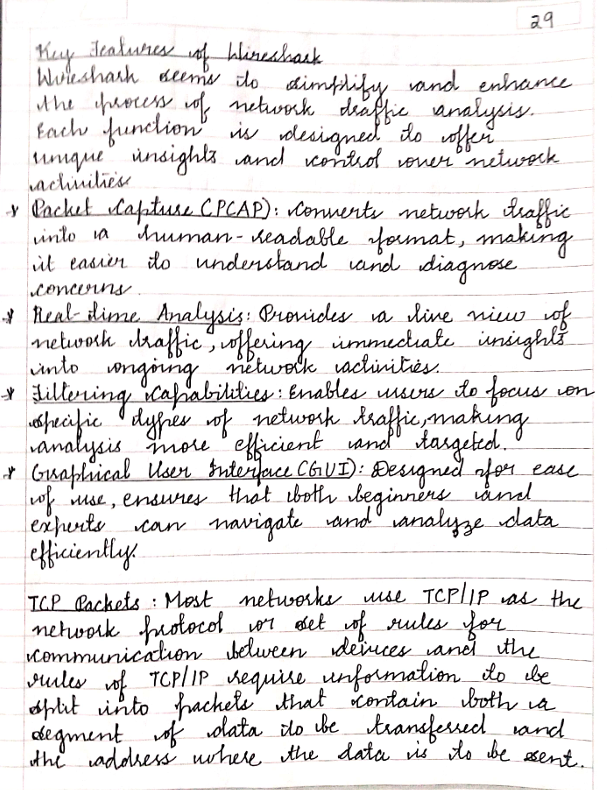 29
Key Features of Wireshark
Wireshark seems to simplify and enhance
the process of network traffic analysis.
Each function is designed to offer
unique insights and control over network
activities
* Packet Capture (PCAP): Converts network traffic
into a human-readable format, making
it easier to understand and diagnose
concerns.
* Real-time Analysis: Provides a live view of
network traffic, offering immediate insights
into ongoing network activities.
* Filtering Capabilities: Enables users to focus on
specific types of network traffic, making
analysis more efficient and targeted.
* Graphical User Interface (GUI): Designed for ease
of use, ensures that both beginners and
experts can navigate and analyze data
efficiently.
TCP Packets: Most networks use TCP/IP as the
network protocol or set of rules for
communication between devices and the
rules of TCP/IP require information to be
split into packets that contain both a
segment of data to be transferred and
the address where the data is to be sent.